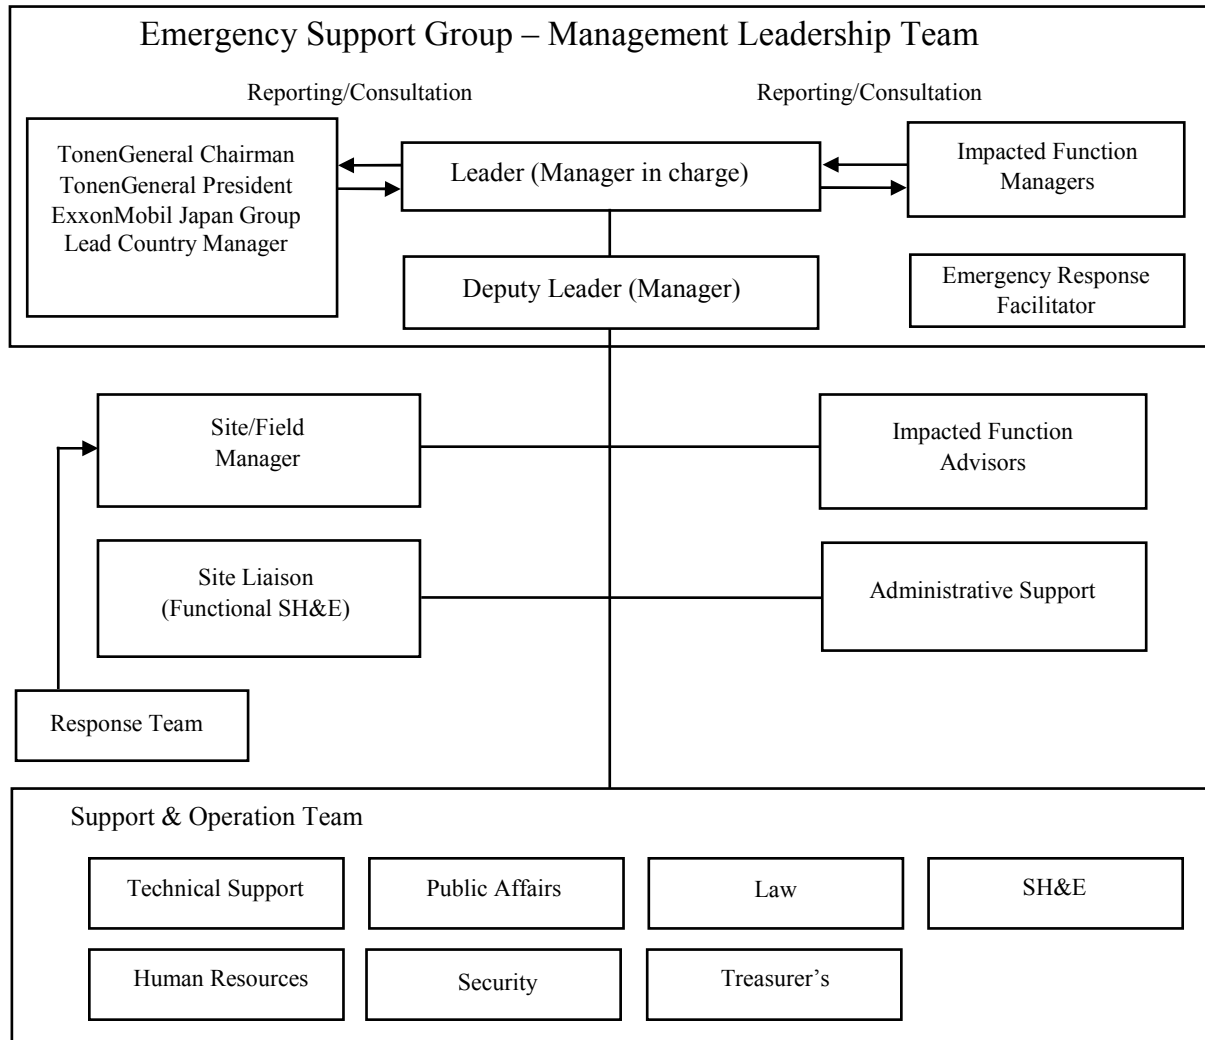 Emergency Support Group – Management Leadership Team
Reporting/Consultation
Reporting/Consultation
TonenGeneral Chairman
TonenGeneral President
ExxonMobil Japan Group
Lead Country Manager
Leader (Manager in charge)
Impacted Function
Managers
Deputy Leader (Manager)
Emergency Response
Facilitator
Site/Field
Manager
Impacted Function
Advisors
Site Liaison
(Functional SH&E)
Administrative Support
Response Team
Support & Operation Team
Technical Support
Public Affairs
Law
SH&E
Human Resources
Security
Treasurer’s